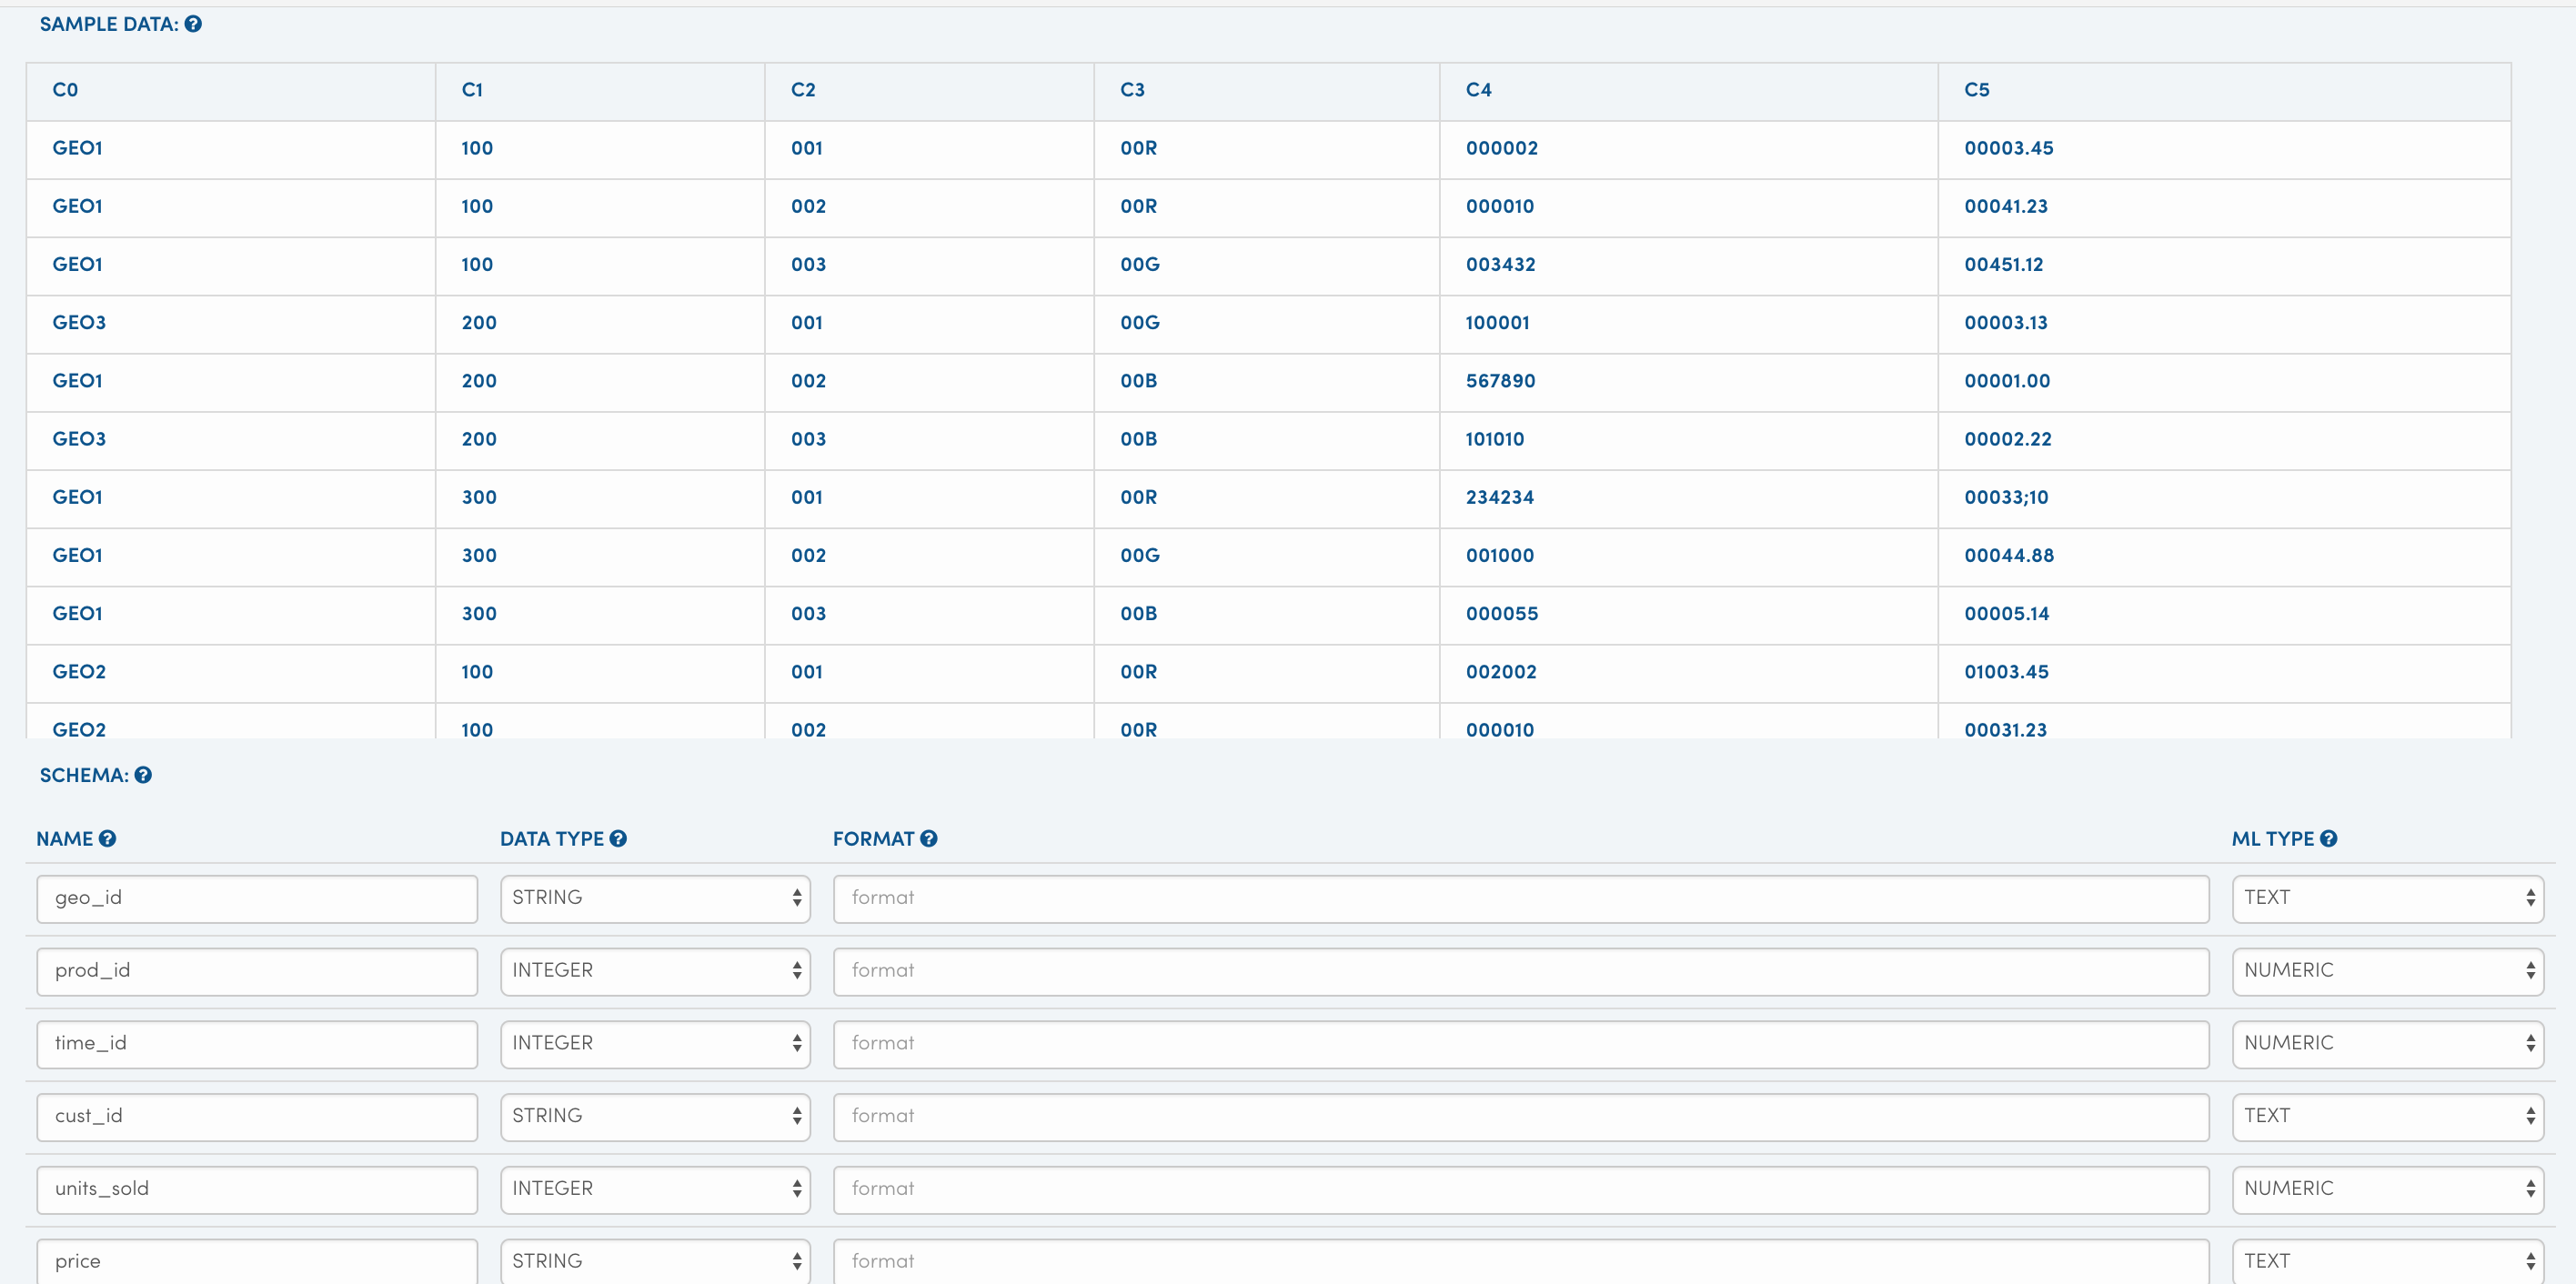 SAMPLE DATA: ?
C0 C1 C2 C3 C4 C5
GEO1 100 001 00R 000002 00003.45
GEO1 100 002 00R 000010 00041.23
GEO1 100 003 00G 003432 00451.12
GEO3 200 001 00G 100001 00003.13
GEO1 200 002 00B 567890 00001.00
GEO3 200 003 00B 101010 00002.22
GEO1 300 001 00R 234234 00033;10
GEO1 300 002 00G 001000 00044.88
GEO1 300 003 00B 000055 00005.14
GEO2 100 001 00R 002002 01003.45
GEO2 100 002 00R 000010 00031.23
SCHEMA: ?
NAME ? DATA TYPE ? FORMAT ? ML TYPE ?
geo_id STRING format TEXT
prod_id INTEGER format NUMERIC
time_id INTEGER format NUMERIC
cust_id STRING format TEXT
units_sold INTEGER format NUMERIC
price STRING format TEXT